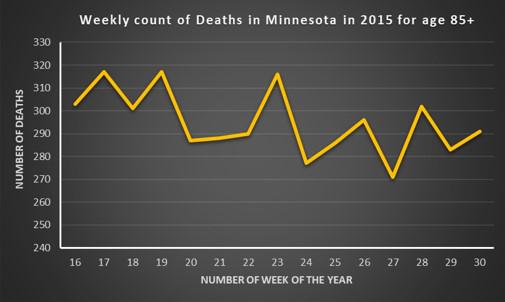 Weekly count of Deaths in Minnesota in 2015 for age 85+
330
320
310
300
290
280
270
260
250
240
NUMBER OF DEATHS
16 17 18 19 20 21 22 23 24 25 26 27 28 29 30
NUMBER OF WEEK OF THE YEAR